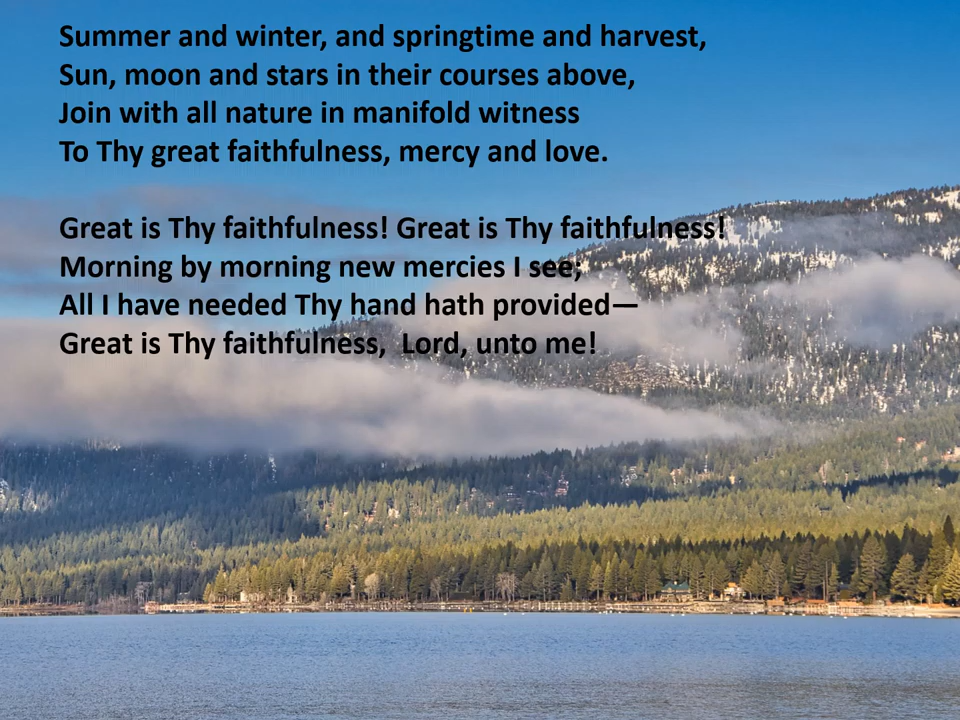 Summer and winter, and springtime and harvest,
Sun, moon and stars in their courses above,
Join with all nature in manifold witness
To Thy great faithfulness, mercy and love.
Great is Thy faithfulness! Great is Thy faithfulness!
Morning by morning new mercies I see;
All I have needed Thy hand hath provided—
Great is Thy faithfulness,  Lord, unto me!